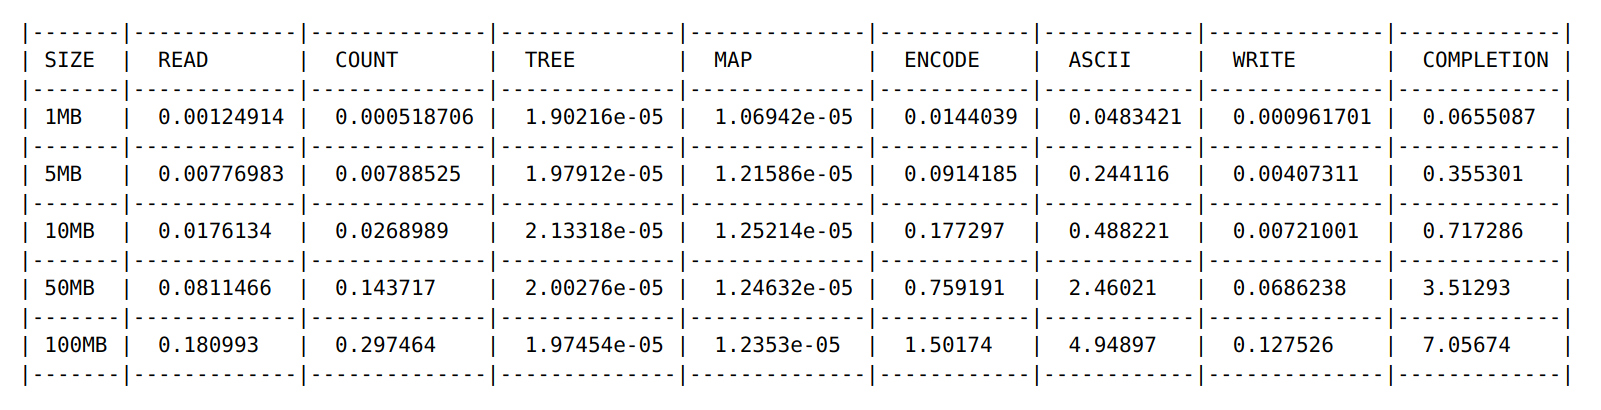 |-------|-------------|--------------|--------------|--------------|------------|------------|--------------|-------------|
| SIZE  |  READ       |  COUNT       |  TREE        |  MAP         |  ENCODE    |  ASCII     |  WRITE       |  COMPLETION |
|-------|-------------|--------------|--------------|--------------|------------|------------|--------------|-------------|
| 1MB   |  0.00124914 |  0.000518706 |  1.90216e-05 |  1.06942e-05 |  0.0144039 |  0.0483421 |  0.000961701 |  0.0655087  |
|-------|-------------|--------------|--------------|--------------|------------|------------|--------------|-------------|
| 5MB   |  0.00776983 |  0.00788525  |  1.97912e-05 |  1.21586e-05 |  0.0914185 |  0.244116  |  0.00407311  |  0.355301   |
|-------|-------------|--------------|--------------|--------------|------------|------------|--------------|-------------|
| 10MB  |  0.0176134  |  0.0268989   |  2.13318e-05 |  1.25214e-05 |  0.177297  |  0.488221  |  0.00721001  |  0.717286   |
|-------|-------------|--------------|--------------|--------------|------------|------------|--------------|-------------|
| 50MB  |  0.0811466  |  0.143717    |  2.00276e-05 |  1.24632e-05 |  0.759191  |  2.46021   |  0.0686238   |  3.51293    |
|-------|-------------|--------------|--------------|--------------|------------|------------|--------------|-------------|
| 100MB |  0.180993   |  0.297464    |  1.97454e-05 |  1.2353e-05  |  1.50174   |  4.94897   |  0.127526    |  7.05674    |
|-------|-------------|--------------|--------------|--------------|------------|------------|--------------|-------------|